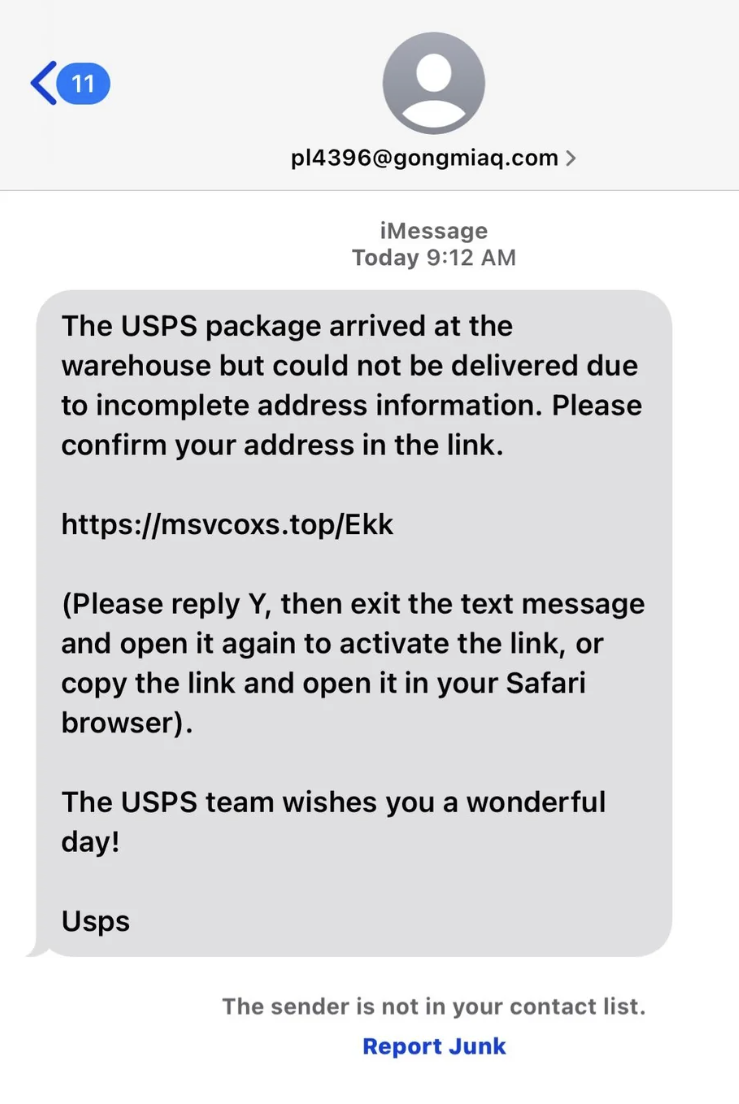 11
pl4396@gongmiaq.com >
iMessage
Today 9:12 AM
The USPS package arrived at the
warehouse but could not be delivered due
to incomplete address information. Please
confirm your address in the link.
https://msvcoxs.top/Ekk
(Please reply Y, then exit the text message
and open it again to activate the link, or
copy the link and open it in your Safari
browser).
The USPS team wishes you a wonderful
day!
Usps
The sender is not in your contact list.
Report Junk